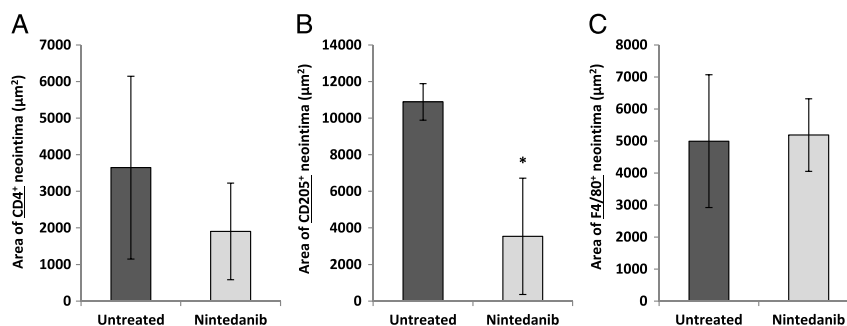 A
Area of CD4⁺ neointima (µm²)
7000
6000
5000
4000
3000
2000
1000
0
Untreated
Nintedanib
B
Area of CD205⁺ neointima (µm²)
14000
12000
10000
8000
6000
4000
2000
0
*
Untreated
Nintedanib
C
Area of F4/80⁺ neointima (µm²)
8000
7000
6000
5000
4000
3000
2000
1000
0
Untreated
Nintedanib